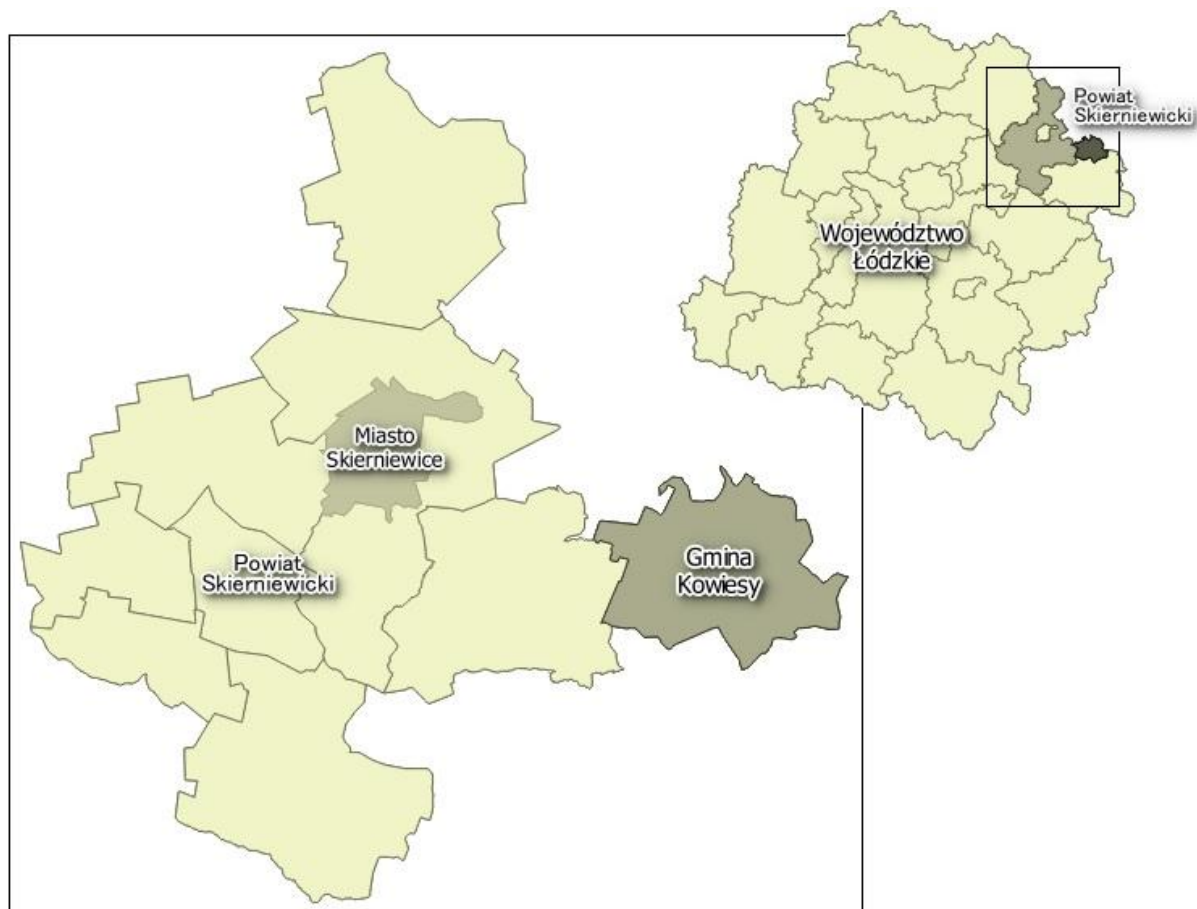 Powiat
Skierniewicki
Województwo
Łódzkie
Miasto
Skierniewice
Powiat
Skierniewicki
Gmina
Kowiesy